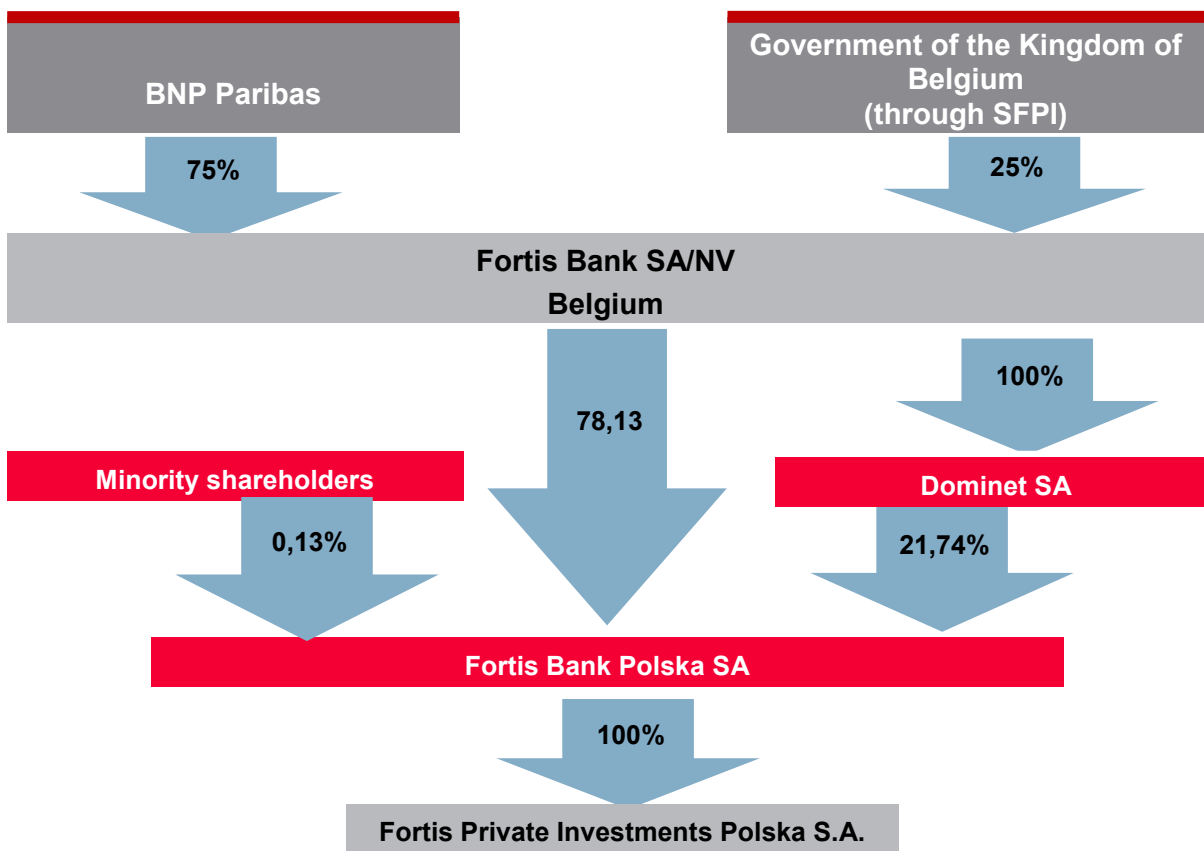 BNP Paribas
Government of the Kingdom of
Belgium
(through SFPI)
75%
25%
Fortis Bank SA/NV
Belgium
100%
78,13
Minority shareholders
Dominet SA
0,13%
21,74%
Fortis Bank Polska SA
100%
Fortis Private Investments Polska S.A.